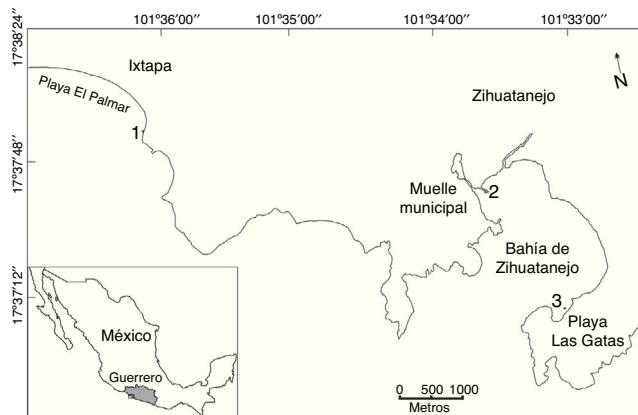 101°36'00'' 101°35'00'' 101°34'00'' 101°33'00''
17°38'24''
17°37'48''
17°37'12''
Ixtapa
Playa El Palmar
1
N
Zihuatanejo
2
Muelle
municipal
Bahía de
Zihuatanejo
3
Playa
Las Gatas
México
Guerrero
0 500 1000
Metros